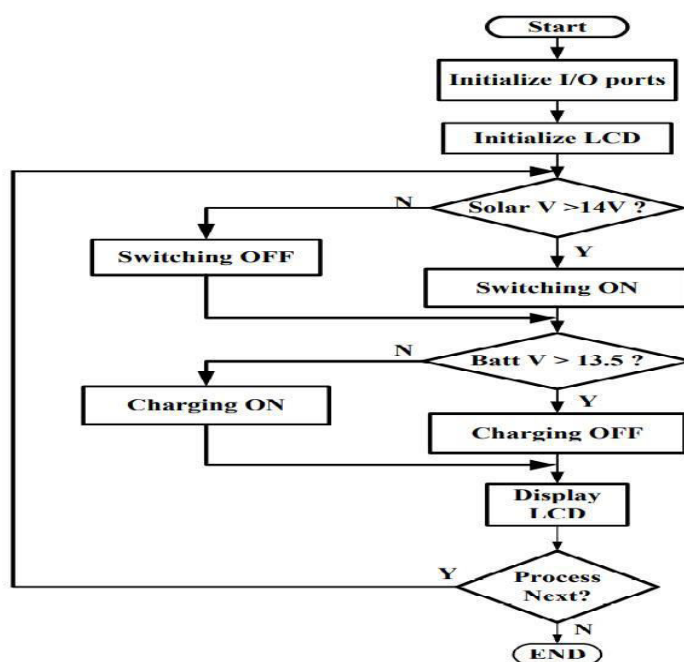 Start
Initialize I/O ports
Initialize LCD
N
Solar V >14V ?
Switching OFF
Y
Switching ON
N
Batt V > 13.5 ?
Charging ON
Y
Charging OFF
Display
LCD
Y
Process
Next?
N
END